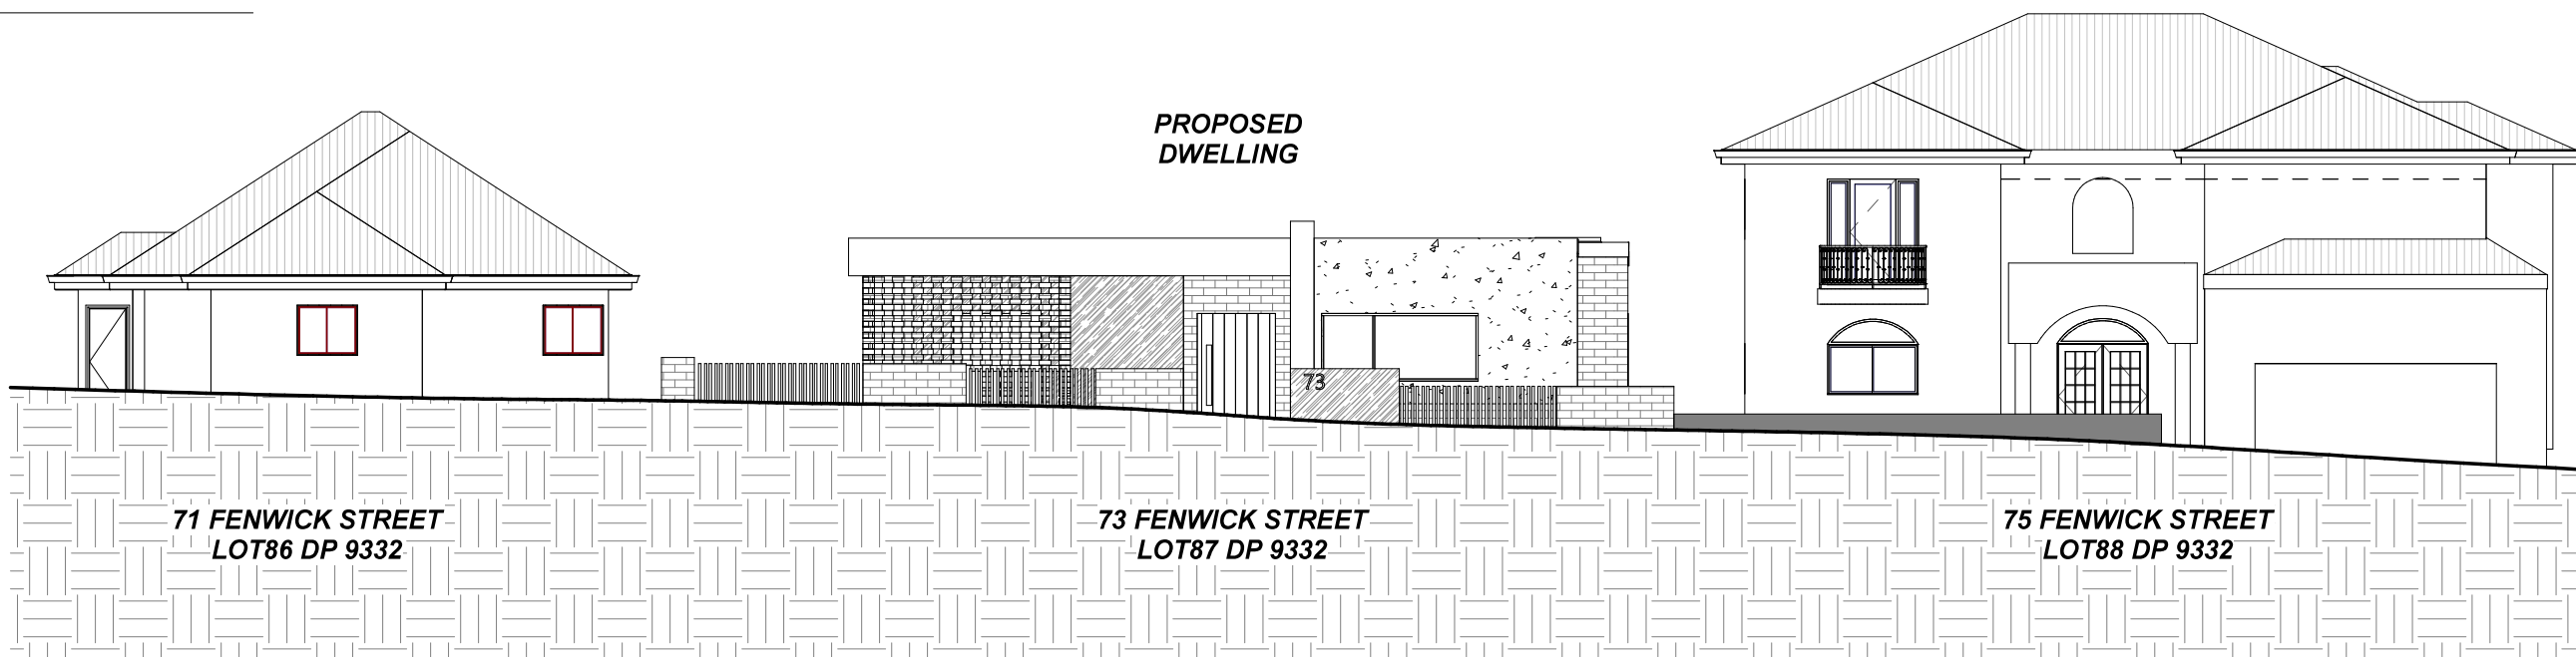 PROPOSED
DWELLING
73
71 FENWICK STREET
LOT86 DP 9332
73 FENWICK STREET
LOT87 DP 9332
75 FENWICK STREET
LOT88 DP 9332